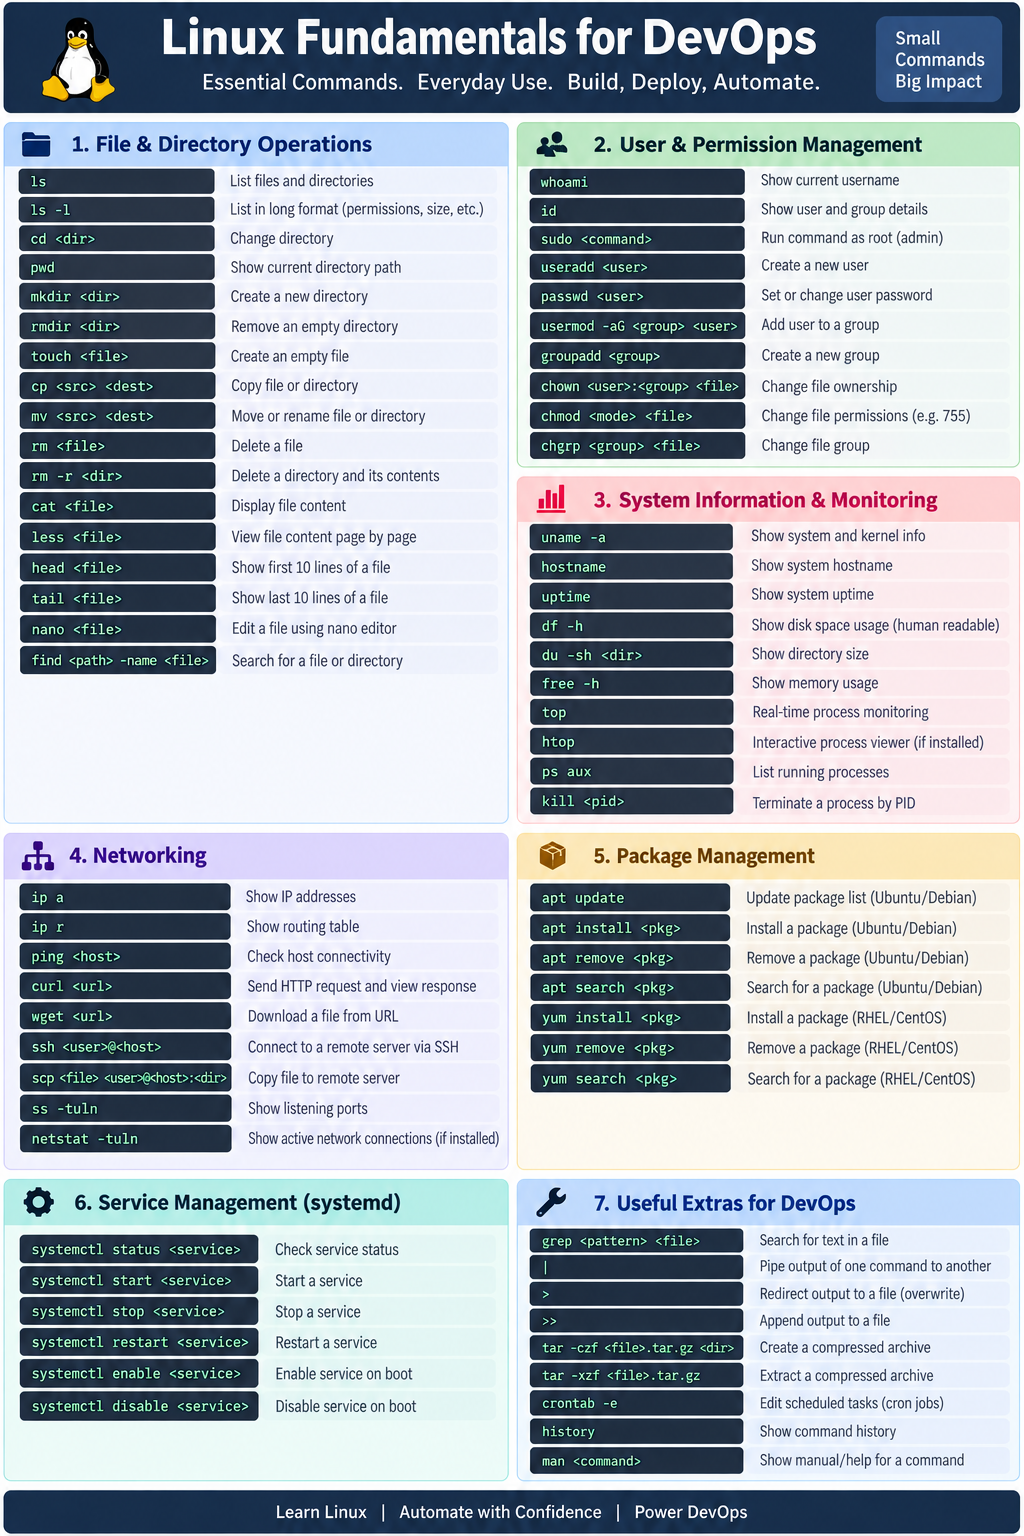 Linux Fundamentals for DevOps
Essential Commands. Everyday Use. Build, Deploy, Automate.
Small
Commands
Big Impact
1. File & Directory Operations
ls List files and directories
ls -l List in long format (permissions, size, etc.)
cd <dir> Change directory
pwd Show current directory path
mkdir <dir> Create a new directory
rmdir <dir> Remove an empty directory
touch <file> Create an empty file
cp <src> <dest> Copy file or directory
mv <src> <dest> Move or rename file or directory
rm <file> Delete a file
rm -r <dir> Delete a directory and its contents
cat <file> Display file content
less <file> View file content page by page
head <file> Show first 10 lines of a file
tail <file> Show last 10 lines of a file
nano <file> Edit a file using nano editor
find <path> -name <file> Search for a file or directory
2. User & Permission Management
whoami Show current username
id Show user and group details
sudo <command> Run command as root (admin)
useradd <user> Create a new user
passwd <user> Set or change user password
usermod -aG <group> <user> Add user to a group
groupadd <group> Create a new group
chown <user>:<group> <file> Change file ownership
chmod <mode> <file> Change file permissions (e.g. 755)
chgrp <group> <file> Change file group
3. System Information & Monitoring
uname -a Show system and kernel info
hostname Show system hostname
uptime Show system uptime
df -h Show disk space usage (human readable)
du -sh <dir> Show directory size
free -h Show memory usage
top Real-time process monitoring
htop Interactive process viewer (if installed)
ps aux List running processes
kill <pid> Terminate a process by PID
4. Networking
ip a Show IP addresses
ip r Show routing table
ping <host> Check host connectivity
curl <url> Send HTTP request and view response
wget <url> Download a file from URL
ssh <user>@<host> Connect to a remote server via SSH
scp <file> <user>@<host>:<dir> Copy file to remote server
ss -tuln Show listening ports
netstat -tuln Show active network connections (if installed)
5. Package Management
apt update Update package list (Ubuntu/Debian)
apt install <pkg> Install a package (Ubuntu/Debian)
apt remove <pkg> Remove a package (Ubuntu/Debian)
apt search <pkg> Search for a package (Ubuntu/Debian)
yum install <pkg> Install a package (RHEL/CentOS)
yum remove <pkg> Remove a package (RHEL/CentOS)
yum search <pkg> Search for a package (RHEL/CentOS)
6. Service Management (systemd)
systemctl status <service> Check service status
systemctl start <service> Start a service
systemctl stop <service> Stop a service
systemctl restart <service> Restart a service
systemctl enable <service> Enable service on boot
systemctl disable <service> Disable service on boot
7. Useful Extras for DevOps
grep <pattern> <file> Search for text in a file
| Pipe output of one command to another
> Redirect output to a file (overwrite)
>> Append output to a file
tar -czf <file>.tar.gz <dir> Create a compressed archive
tar -xzf <file>.tar.gz Extract a compressed archive
crontab -e Edit scheduled tasks (cron jobs)
history Show command history
man <command> Show manual/help for a command
Learn Linux | Automate with Confidence | Power DevOps